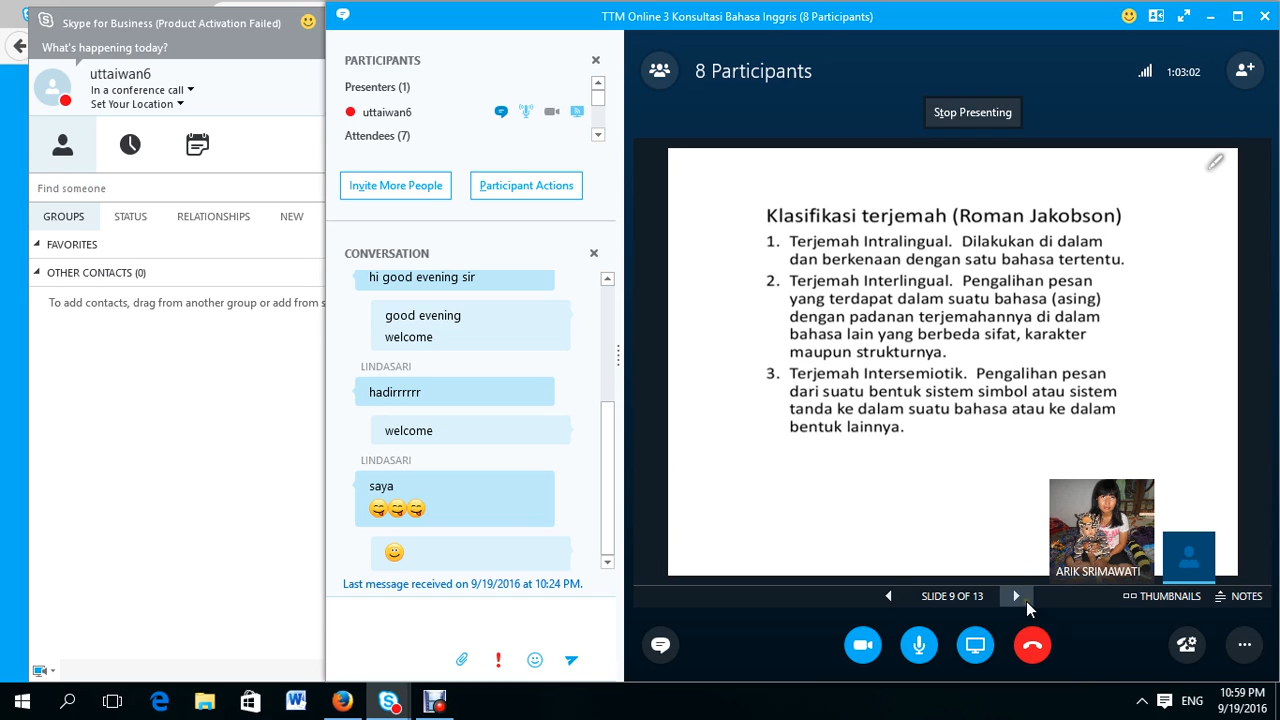 Skype for Business (Product Activation Failed)
What's happening today?
uttaiwan6
In a conference call
Set Your Location
Find someone
GROUPS
STATUS
RELATIONSHIPS
NEW
FAVORITES
OTHER CONTACTS (0)
To add contacts, drag from another group or add from s
TTM Online 3 Konsultasi Bahasa Inggris (8 Participants)
PARTICIPANTS
Presenters (1)
uttaiwan6
Attendees (7)
Invite More People
Participant Actions
CONVERSATION
hi good evening sir
good evening
welcome
LINDASARI
hadirrrrrr
welcome
LINDASARI
saya
Last message received on 9/19/2016 at 10:24 PM.
8 Participants
1:03:02
Stop Presenting
Klasifikasi terjemah (Roman Jakobson)
1. Terjemah Intralingual. Dilakukan di dalam
dan berkenaan dengan satu bahasa tertentu.
2. Terjemah Interlingual. Pengalihan pesan
yang terdapat dalam suatu bahasa (asing)
dengan padanan terjemahannya di dalam
bahasa lain yang berbeda sifat, karakter
maupun strukturnya.
3. Terjemah Intersemiotik. Pengalihan pesan
dari suatu bentuk sistem simbol atau sistem
tanda ke dalam suatu bahasa atau ke dalam
bentuk lainnya.
ARIK SRIMAWATI
SLIDE 9 OF 13
THUMBNAILS
NOTES
ENG
10:59 PM
9/19/2016